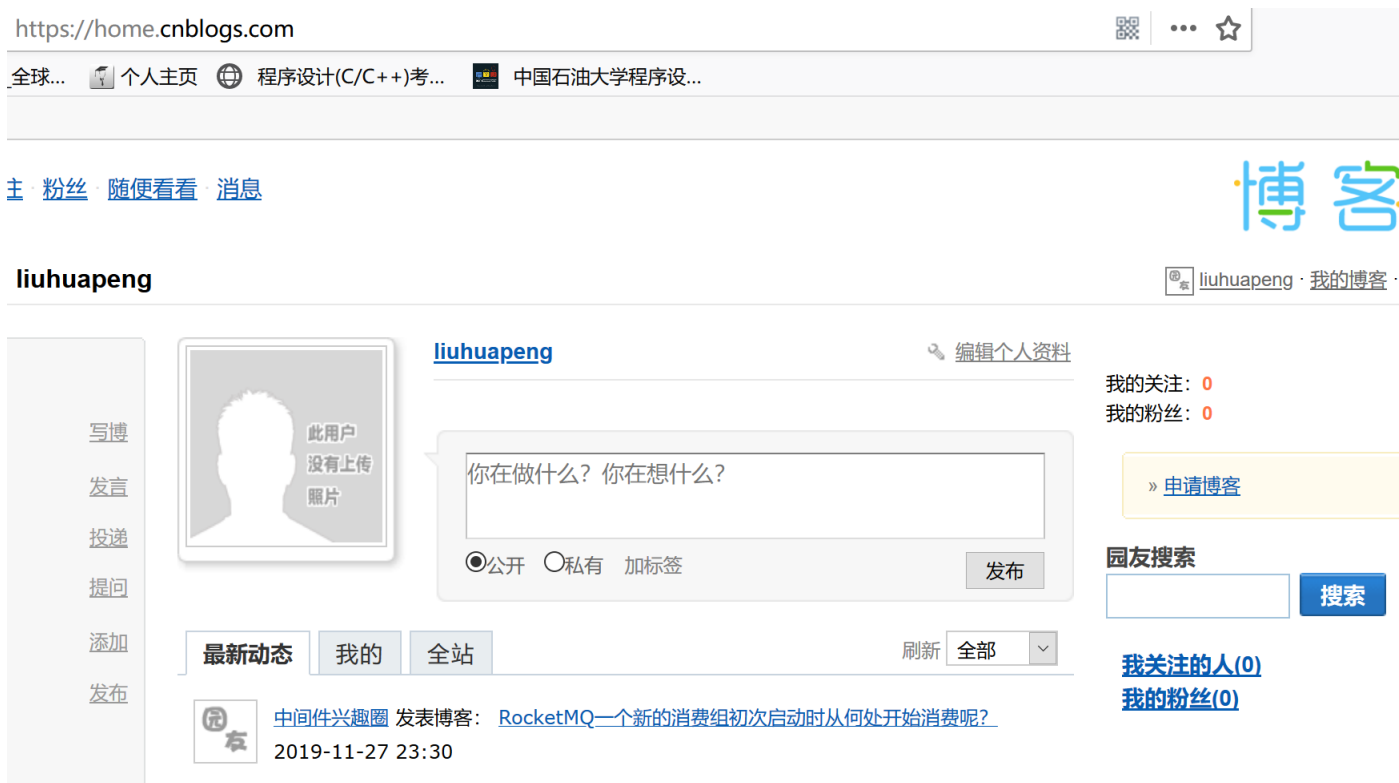 https://home.cnblogs.com
_全球... 个人主页 程序设计(C/C++)考... 中国石油大学程序设...
注 · 粉丝 · 随便看看 · 消息
博客
liuhuapeng
园友 liuhuapeng · 我的博客 ·
liuhuapeng
编辑个人资料
我的关注：0
我的粉丝：0
此用户
没有上传
照片
你在做什么？你在想什么？
公开 私有 加标签 发布
写博
发言
投递
提问
添加
发布
» 申请博客
园友搜索
搜索
最新动态 我的 全站 刷新 全部
我关注的人(0)
我的粉丝(0)
园友
中间件兴趣圈 发表博客： RocketMQ一个新的消费组初次启动时从何处开始消费呢？
2019-11-27 23:30